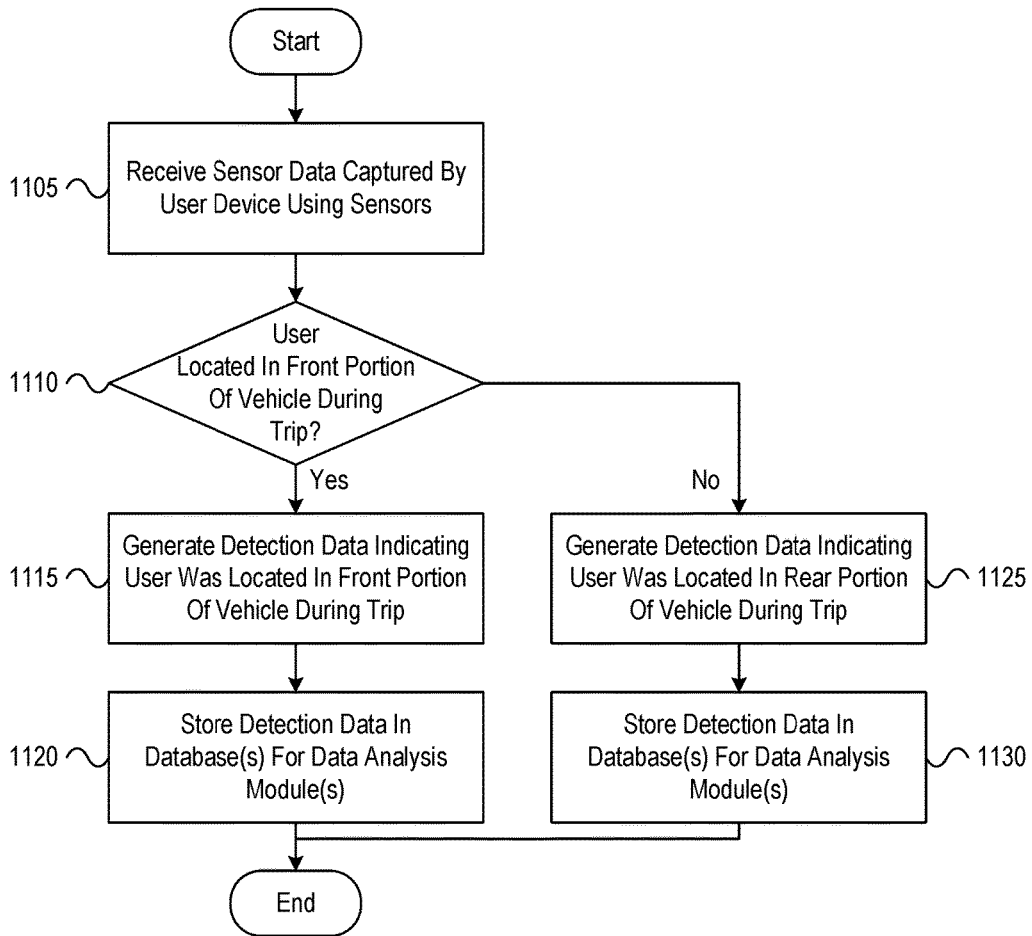 Start
1105
Receive Sensor Data Captured By
User Device Using Sensors
1110
User
Located In Front Portion
Of Vehicle During
Trip?
Yes
No
1115
Generate Detection Data Indicating
User Was Located In Front Portion
Of Vehicle During Trip
Generate Detection Data Indicating
User Was Located In Rear Portion
Of Vehicle During Trip
1125
1120
Store Detection Data In
Database(s) For Data Analysis
Module(s)
Store Detection Data In
Database(s) For Data Analysis
Module(s)
1130
End